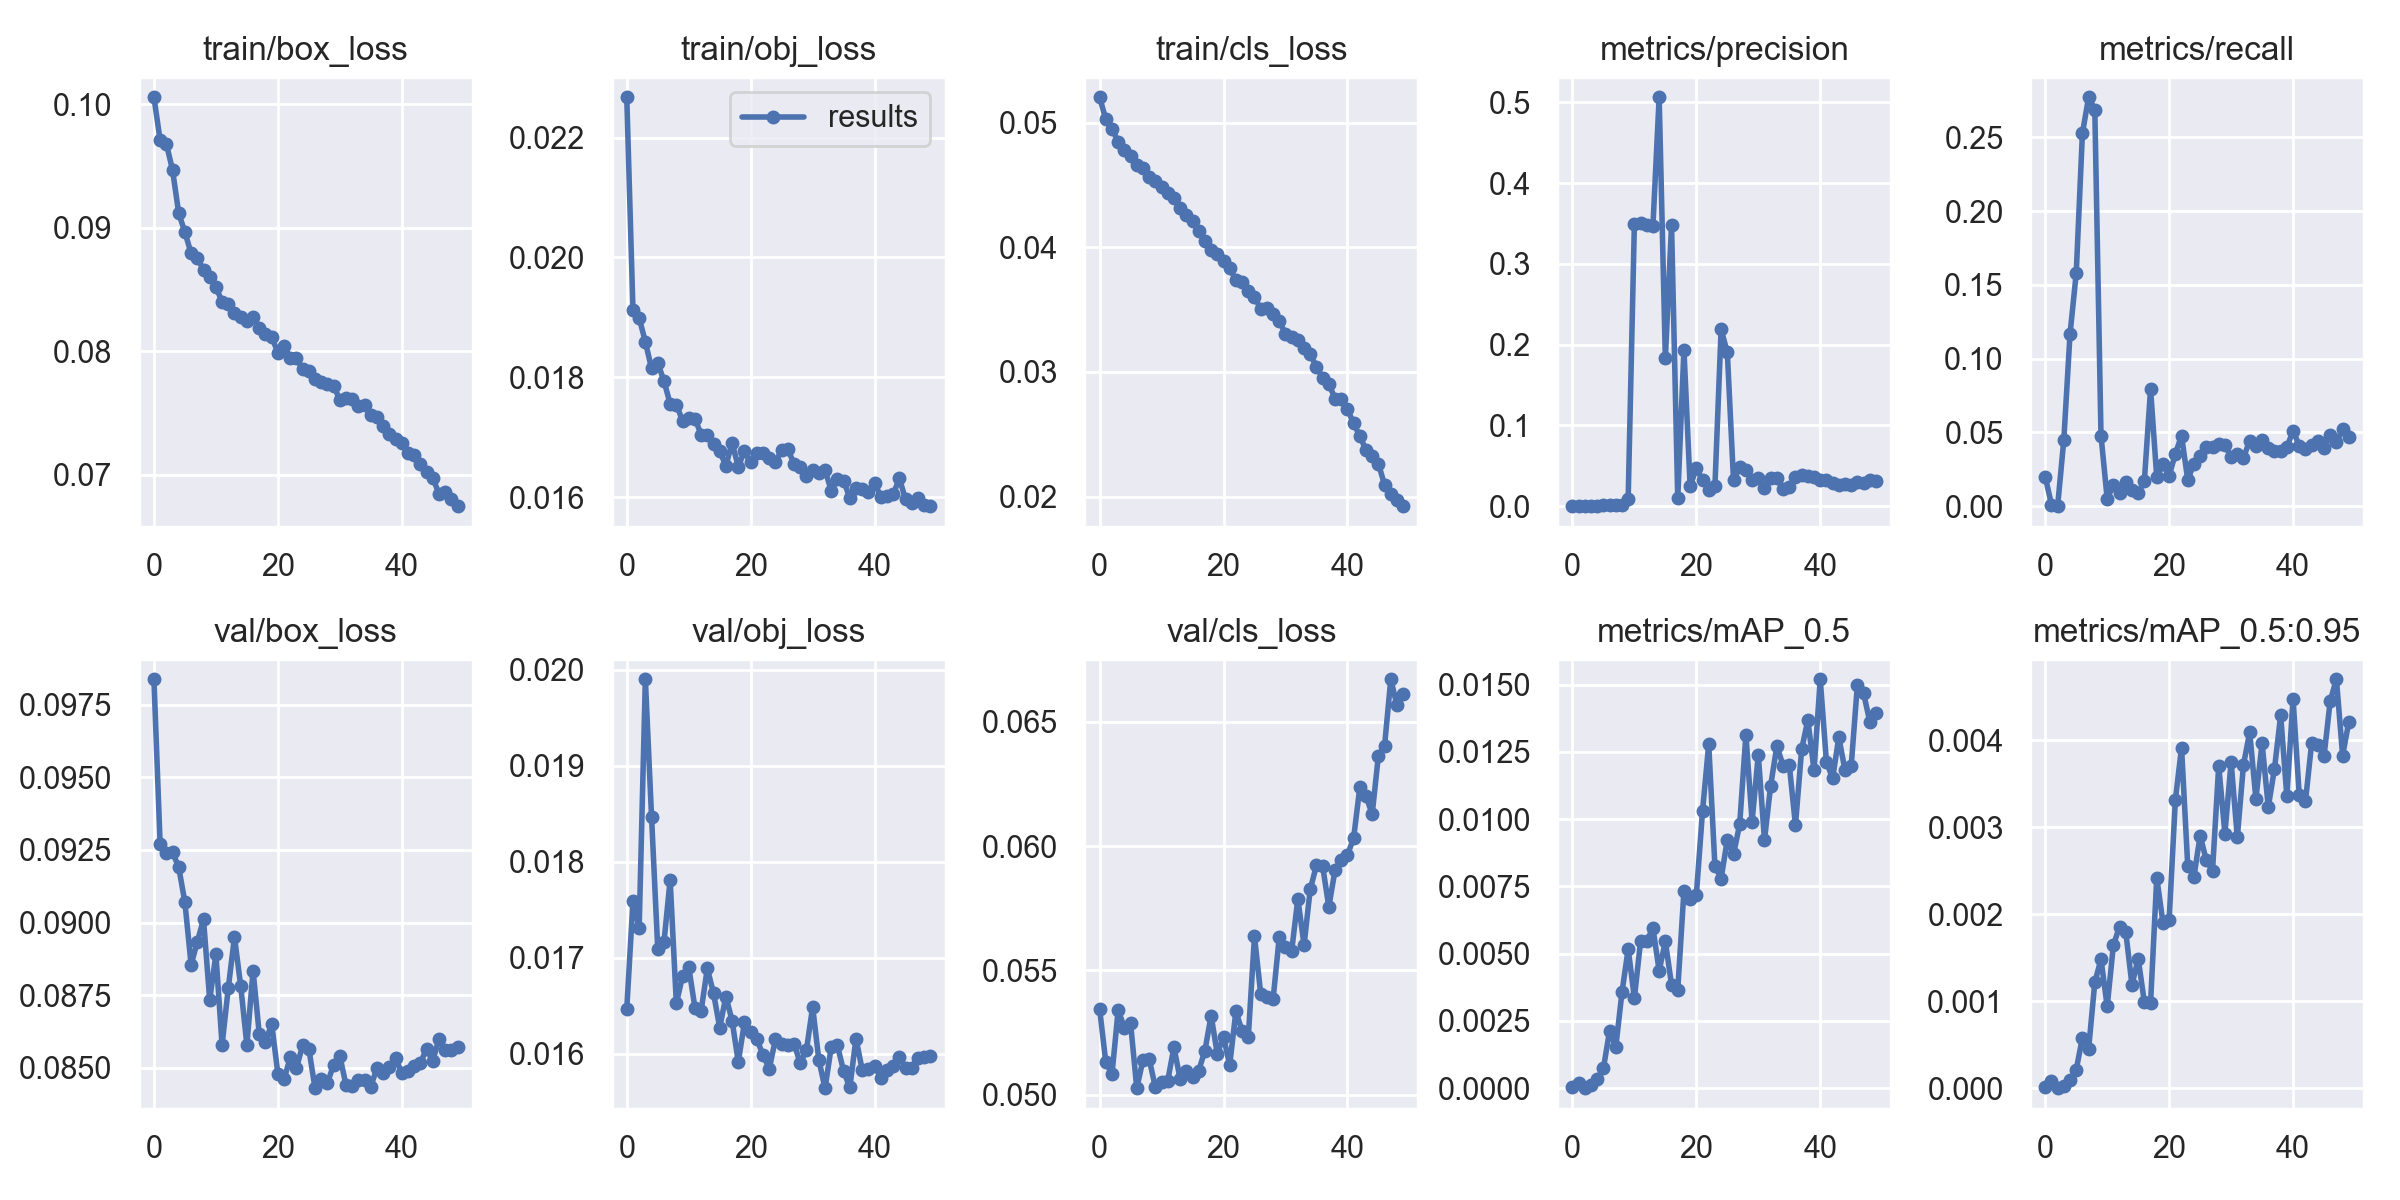 train/box_loss
train/obj_loss
train/cls_loss
metrics/precision
metrics/recall
0.10
0.09
0.08
0.07
0 20 40
results
0.022
0.020
0.018
0.016
0 20 40
0.05
0.04
0.03
0.02
0 20 40
0.5
0.4
0.3
0.2
0.1
0.0
0 20 40
0.25
0.20
0.15
0.10
0.05
0.00
0 20 40
val/box_loss
val/obj_loss
val/cls_loss
metrics/mAP_0.5
metrics/mAP_0.5:0.95
0.0975
0.0950
0.0925
0.0900
0.0875
0.0850
0 20 40
0.020
0.019
0.018
0.017
0.016
0 20 40
0.065
0.060
0.055
0.050
0 20 40
0.0150
0.0125
0.0100
0.0075
0.0050
0.0025
0.0000
0 20 40
0.004
0.003
0.002
0.001
0.000
0 20 40